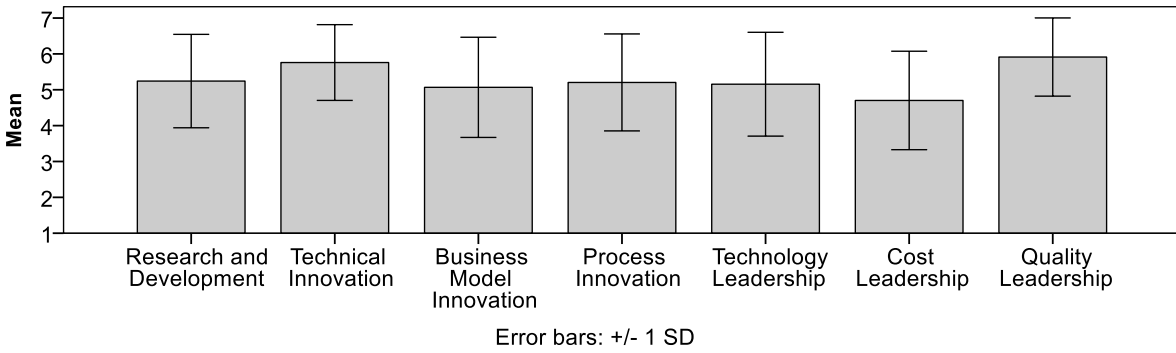 7
6
5
4
3
2
1
Mean
Research and
Development
Technical
Innovation
Business
Model
Innovation
Process
Innovation
Technology
Leadership
Cost
Leadership
Quality
Leadership
Error bars: +/- 1 SD